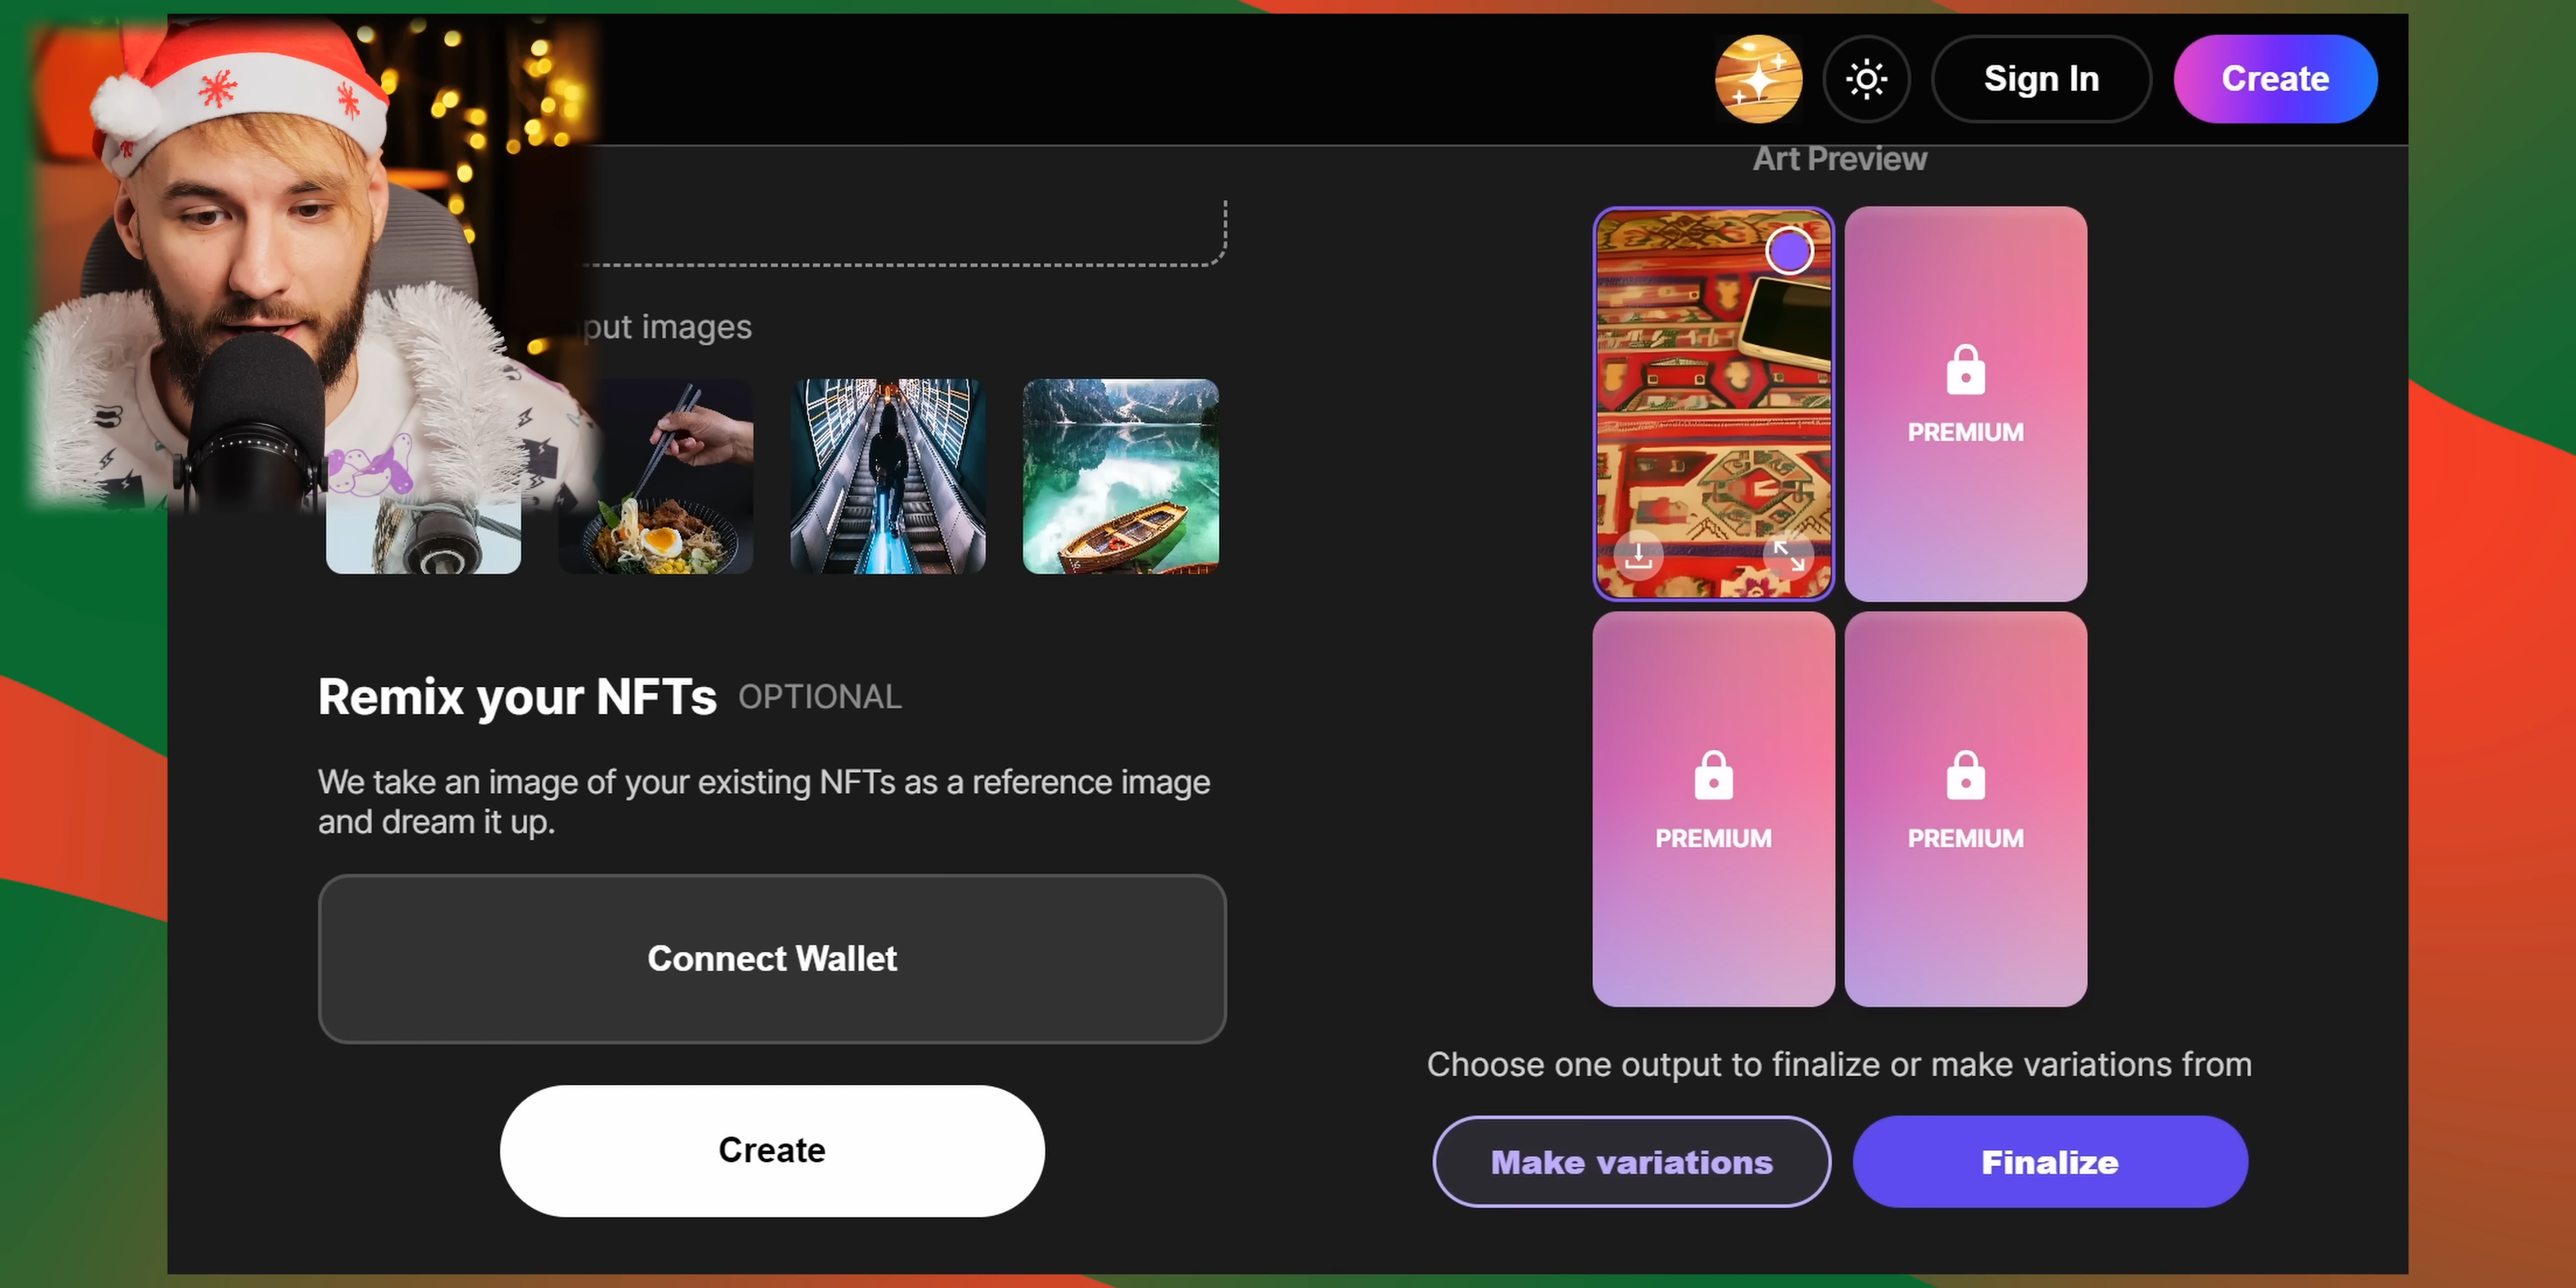 Sign In
Create
Art Preview
put images
PREMIUM
Remix your NFTs OPTIONAL
We take an image of your existing NFTs as a reference image
and dream it up.
PREMIUM
PREMIUM
Connect Wallet
Choose one output to finalize or make variations from
Create
Make variations
Finalize